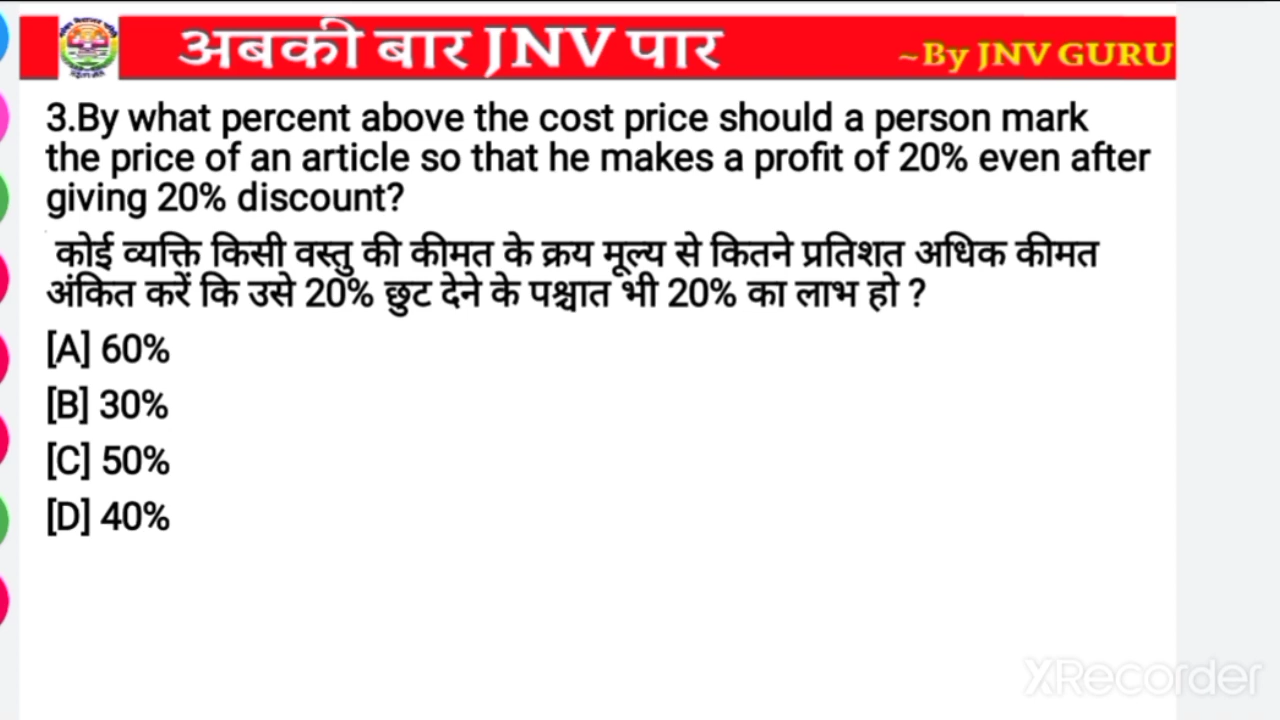 अबकी बार JNV पार
~By JNV GURU
3.By what percent above the cost price should a person mark
the price of an article so that he makes a profit of 20% even after
giving 20% discount?
कोई व्यक्ति किसी वस्तु की कीमत के क्रय मूल्य से कितने प्रतिशत अधिक कीमत
अंकित करें कि उसे 20% छुट देने के पश्चात भी 20% का लाभ हो ?
[A] 60%
[B] 30%
[C] 50%
[D] 40%
XRecorder